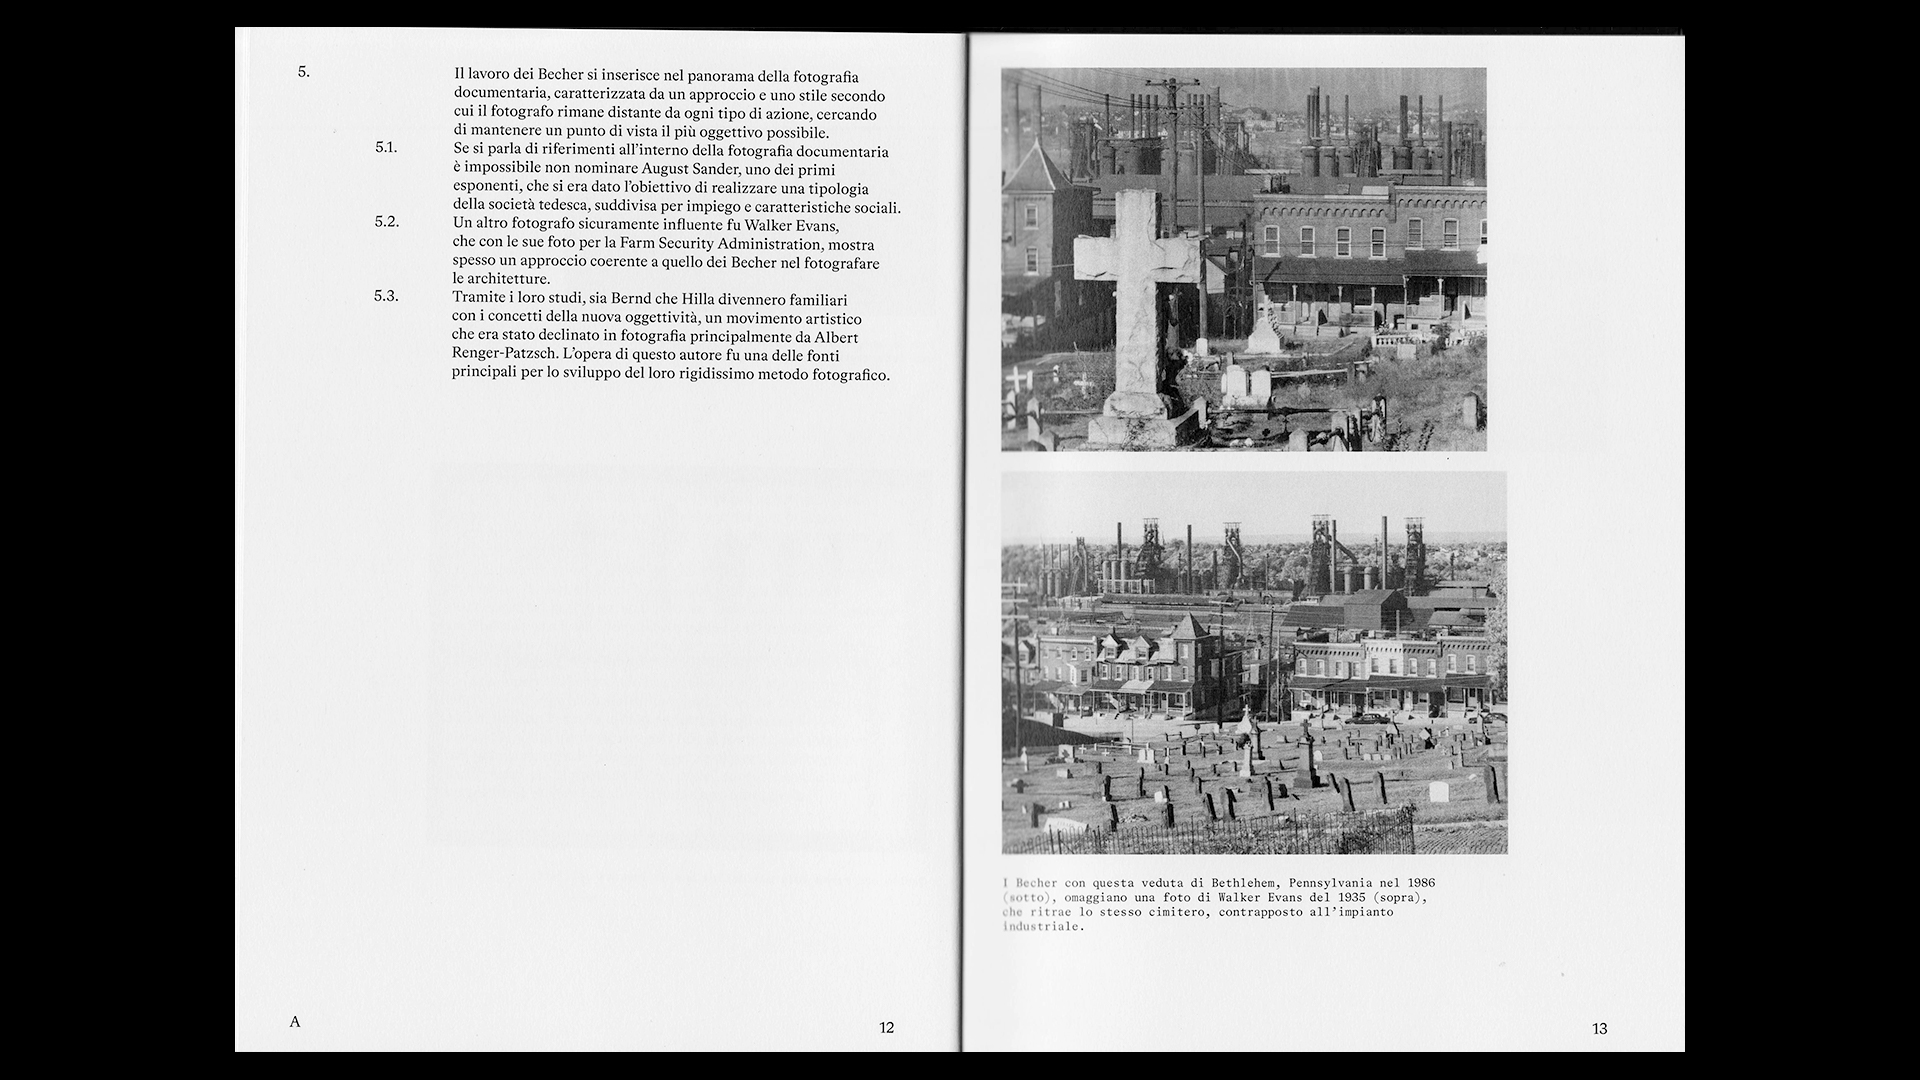 5.
Il lavoro dei Becher si inserisce nel panorama della fotografia
documentaria, caratterizzata da un approccio e uno stile secondo
cui il fotografo rimane distante da ogni tipo di azione, cercando
di mantenere un punto di vista il più oggettivo possibile.
5.1.
Se si parla di riferimenti all'interno della fotografia documentaria
è impossibile non nominare August Sander, uno dei primi
esponenti, che si era dato l'obiettivo di realizzare una tipologia
della società tedesca, suddivisa per impiego e caratteristiche sociali.
5.2.
Un altro fotografo sicuramente influente fu Walker Evans,
che con le sue foto per la Farm Security Administration, mostra
spesso un approccio coerente a quello dei Becher nel fotografare
le architetture.
5.3.
Tramite i loro studi, sia Bernd che Hilla divennero familiari
con i concetti della nuova oggettività, un movimento artistico
che era stato declinato in fotografia principalmente da Albert
Renger-Patzsch. L'opera di questo autore fu una delle fonti
principali per lo sviluppo del loro rigidissimo metodo fotografico.
A
12
I Becher con questa veduta di Bethlehem, Pennsylvania nel 1986
(sotto), omaggiano una foto di Walker Evans del 1935 (sopra),
che ritrae lo stesso cimitero, contrapposto all'impianto
industriale.
13